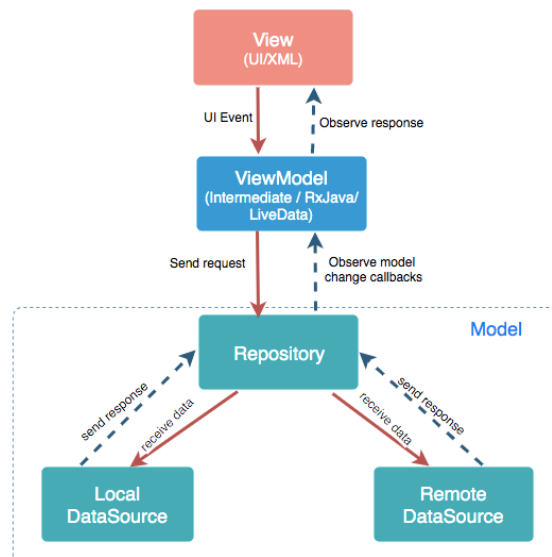 View
(UI/XML)
UI Event
Observe response
ViewModel
(Intermediate / RxJava/
LiveData)
Send request
Observe model
change callbacks
Model
Repository
send response
receive data
receive data
send response
Local
DataSource
Remote
DataSource